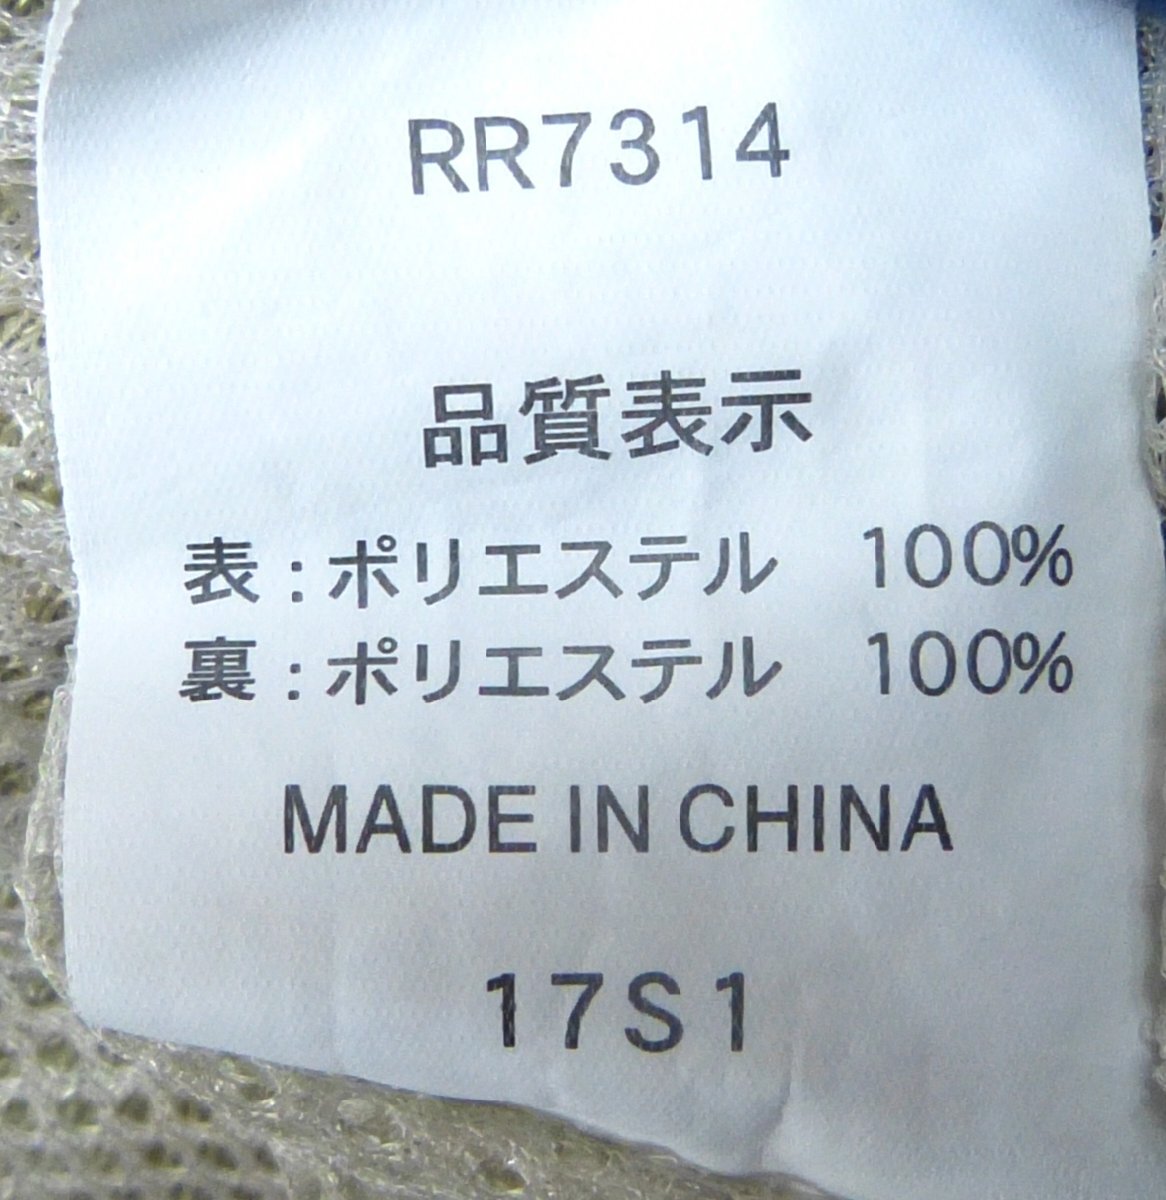 RR7314
品質表示
表:ポリエステル 100%
裏:ポリエステル 100%
MADE IN CHINA
17S1